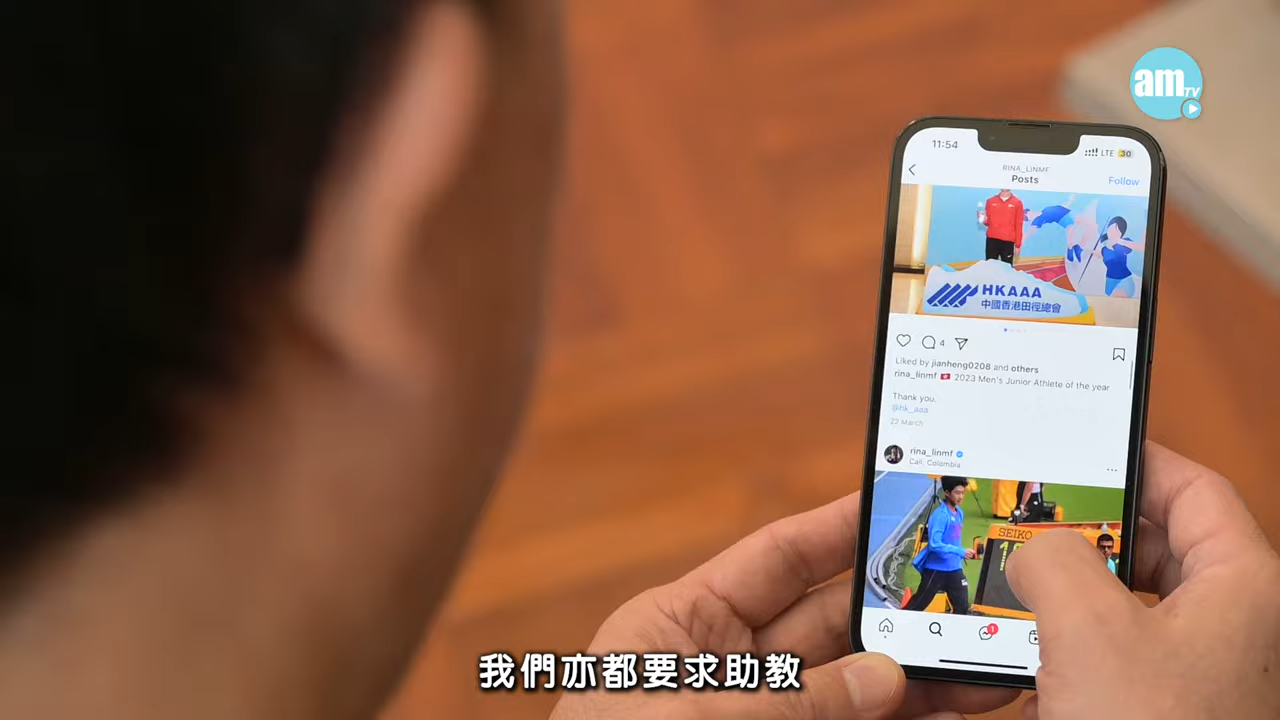 am TV
11:54
LTE 30
RINA_LINMF
Posts
Follow
HKAAA
中國香港田徑總會
4
Liked by jianheng0208 and others
rina_linmf 🇭🇰 2023 Men's Junior Athlete of the year
Thank you.
@hk_aaa
22 March
rina_linmf
Cali, Colombia
SEIKO
1
我們亦都要求助教